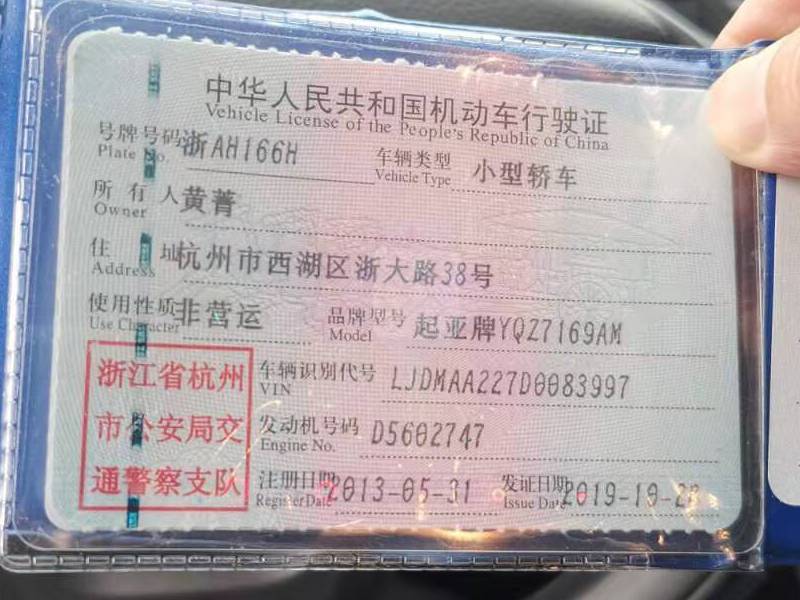 中华人民共和国机动车行驶证
Vehicle License of the People's Republic of China
号牌号码 浙AH166H 车辆类型 小型轿车
Plate No. Vehicle Type
所有人 黄菁
Owner
住址 杭州市西湖区浙大路38号
Address
使用性质 非营运 品牌型号 起亚牌YQZ7169AM
Use Character Model
浙江省杭州
市公安局交
通警察支队
车辆识别代号 LJDMAA227D0083997
VIN
发动机号码 D5602747
Engine No.
注册日期 2013-05-31 发证日期 2019-10-
Register Date Issue Date